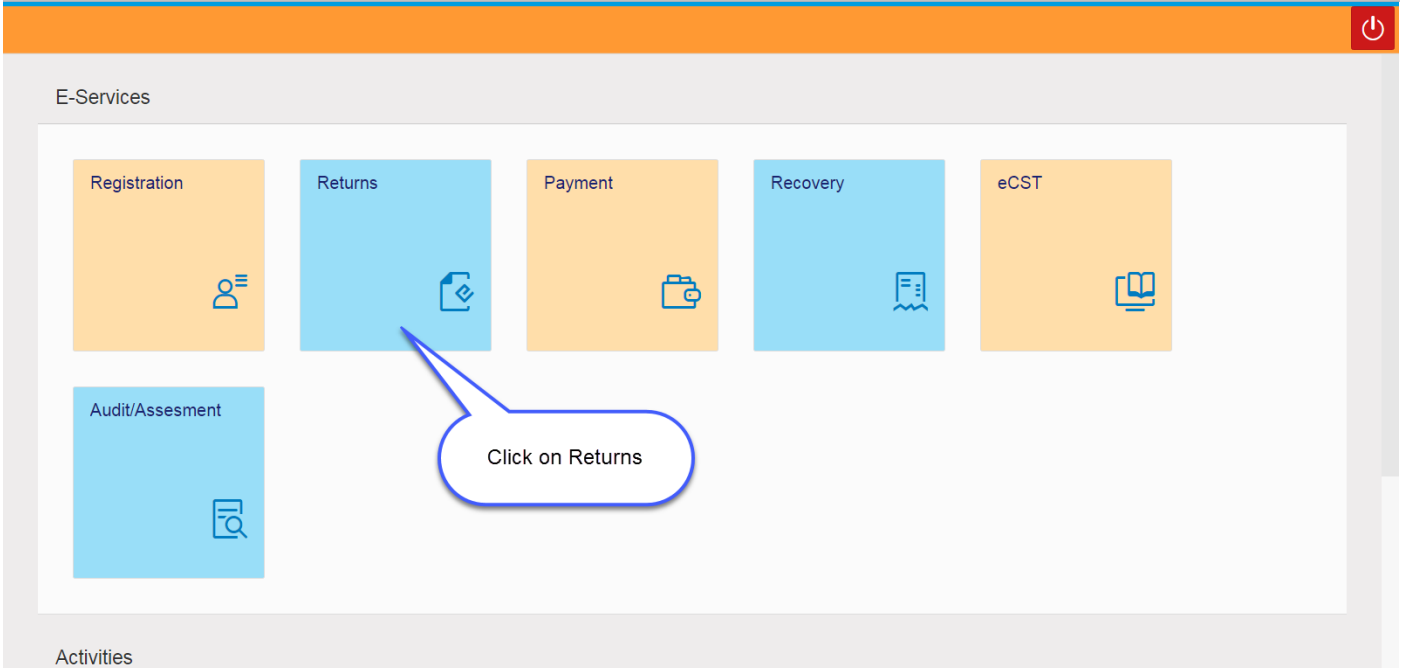 E-Services
Registration
Returns
Payment
Recovery
eCST
Audit/Assesment
Click on Returns
Activities